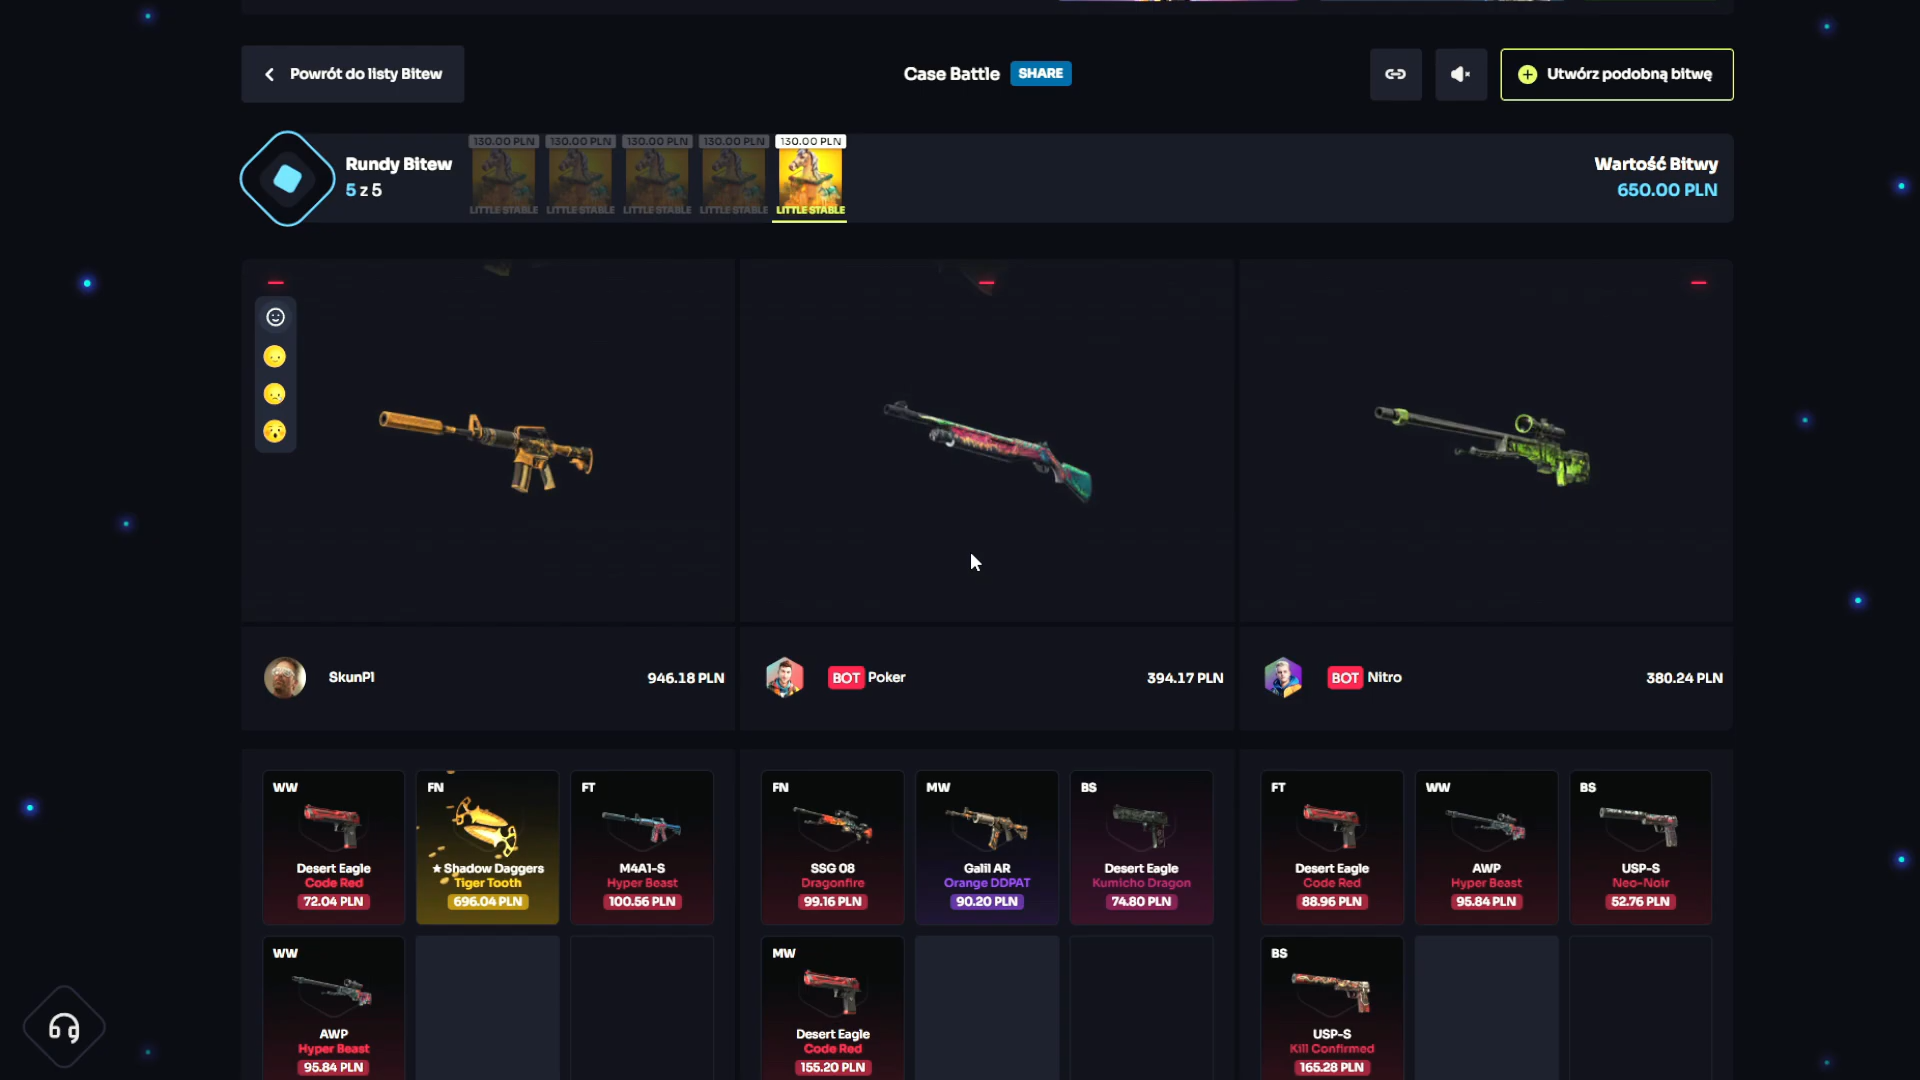 Powrót do listy Bitew
Case Battle
SHARE
Utwórz podobną bitwę
130.00 PLN
130.00 PLN
130.00 PLN
130.00 PLN
130.00 PLN
Rundy Bitew
5 z 5
LITTLE STABLE
LITTLE STABLE
LITTLE STABLE
LITTLE STABLE
LITTLE STABLE
Wartość Bitwy
650.00 PLN
SkunPl
946.18 PLN
BOT Poker
394.17 PLN
BOT Nitro
380.24 PLN
WW
Desert Eagle
Code Red
72.04 PLN
FN
★ Shadow Daggers
Tiger Tooth
696.04 PLN
FT
M4A1-S
Hyper Beast
100.56 PLN
FN
SSG 08
Dragonfire
99.16 PLN
MW
Galil AR
Orange DDPAT
90.20 PLN
BS
Desert Eagle
Kumicho Dragon
74.80 PLN
FT
Desert Eagle
Code Red
88.96 PLN
WW
AWP
Hyper Beast
95.84 PLN
BS
USP-S
Neo-Noir
52.76 PLN
WW
AWP
Hyper Beast
95.84 PLN
MW
Desert Eagle
Code Red
155.20 PLN
BS
USP-S
Kill Confirmed
165.28 PLN